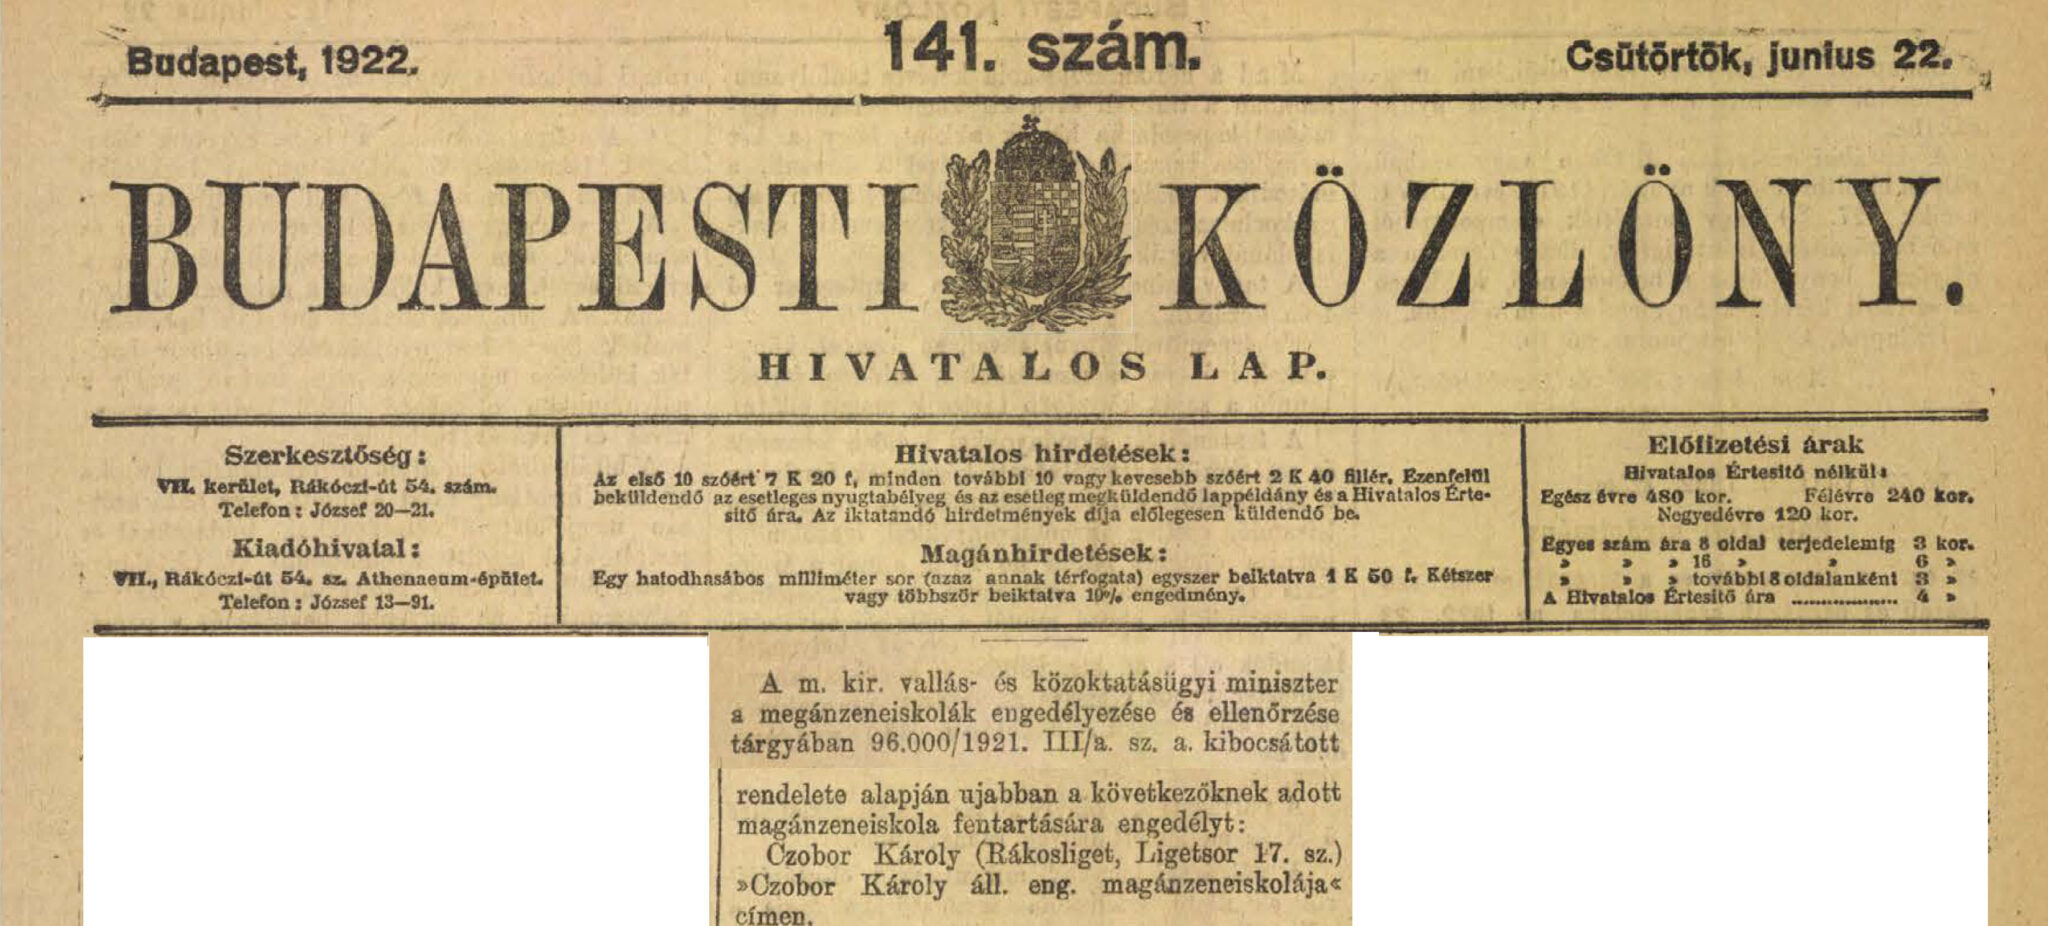 Budapest, 1922.
141. szám.
Csütörtök, junius 22.
BUDAPESTI KÖZLÖNY.
HIVATALOS LAP.
Szerkesztőség:
VII. kerület, Rákóczi-út 54. szám.
Telefon: József 20—21.
Kiadóhivatal:
VII., Rákóczi-út 54. sz. Athenaeum-épület.
Telefon: József 13—91.
Hivatalos hirdetések:
Az első 10 szóért 7 K 20 f, minden további 10 vagy kevesebb szóért 2 K 40 fillér. Ezenfelül
beküldendő az esetleges nyugtabélyeg és az esetleg megküldendő lappéldány és a Hivatalos Érte-
sitő ára. Az iktatandó hirdetmények díja előlegesen küldendő be.
Magánhirdetések:
Egy hatodhasábos milliméter sor (azaz annak térfogata) egyszer beiktatva 1 K 50 f. Kétszer
vagy többször beiktatva 10% engedmény.
Előfizetési árak
Hivatalos Értesitő nélkül:
Egész évre 480 kor. Félévre 240 kor.
Negyedévre 120 kor.
Egyes szám ára 8 oldal terjedelemig 3 kor.
» » » 16 » » 6 »
» » » további 8 oldalanként 3 »
A Hivatalos Értesitő ára .................. 4 »
A m. kir. vallás- és közoktatásügyi miniszter
a megánzeneiskolák engedélyezése és ellenőrzése
tárgyában 96.000/1921. III/a. sz. a. kibocsátott
rendelete alapján ujabban a következőknek adott
magánzeneiskola fentartására engedélyt:
Czobor Károly (Rákosliget, Ligetsor 17. sz.)
»Czobor Károly áll. eng. magánzeneiskolája«
címen.